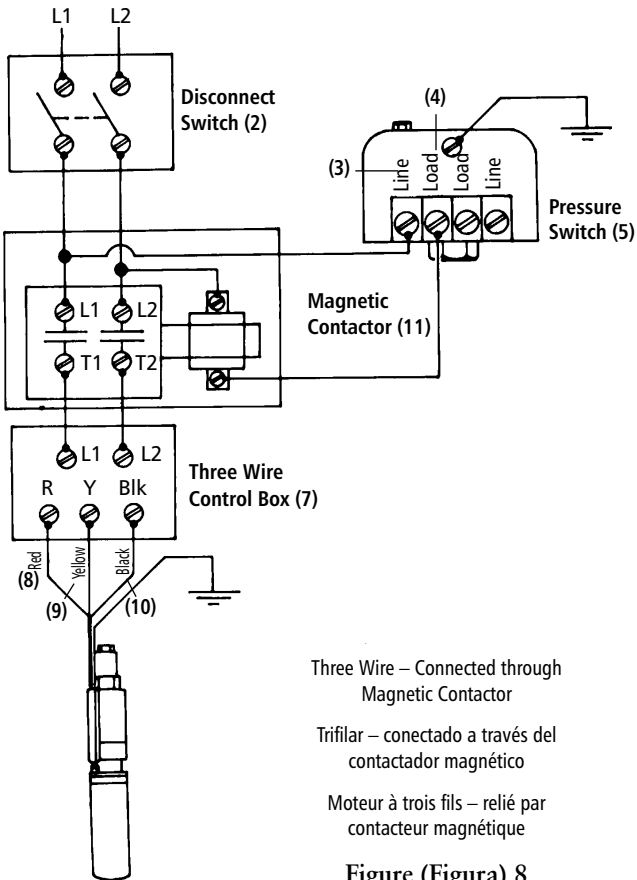 L1 L2
Disconnect
Switch (2)
(4)
(3)
Line
Load
Load
Line
Pressure
Switch (5)
L1 L2
Magnetic
Contactor (11)
T1 T2
L1 L2
R Y Blk
Three Wire
Control Box (7)
Red
Yellow
Black
(8)
(9)
(10)
Three Wire – Connected through
Magnetic Contactor
Trifilar – conectado a través del
contactador magnético
Moteur à trois fils – relié par
contacteur magnétique
Figure (Figura) 8